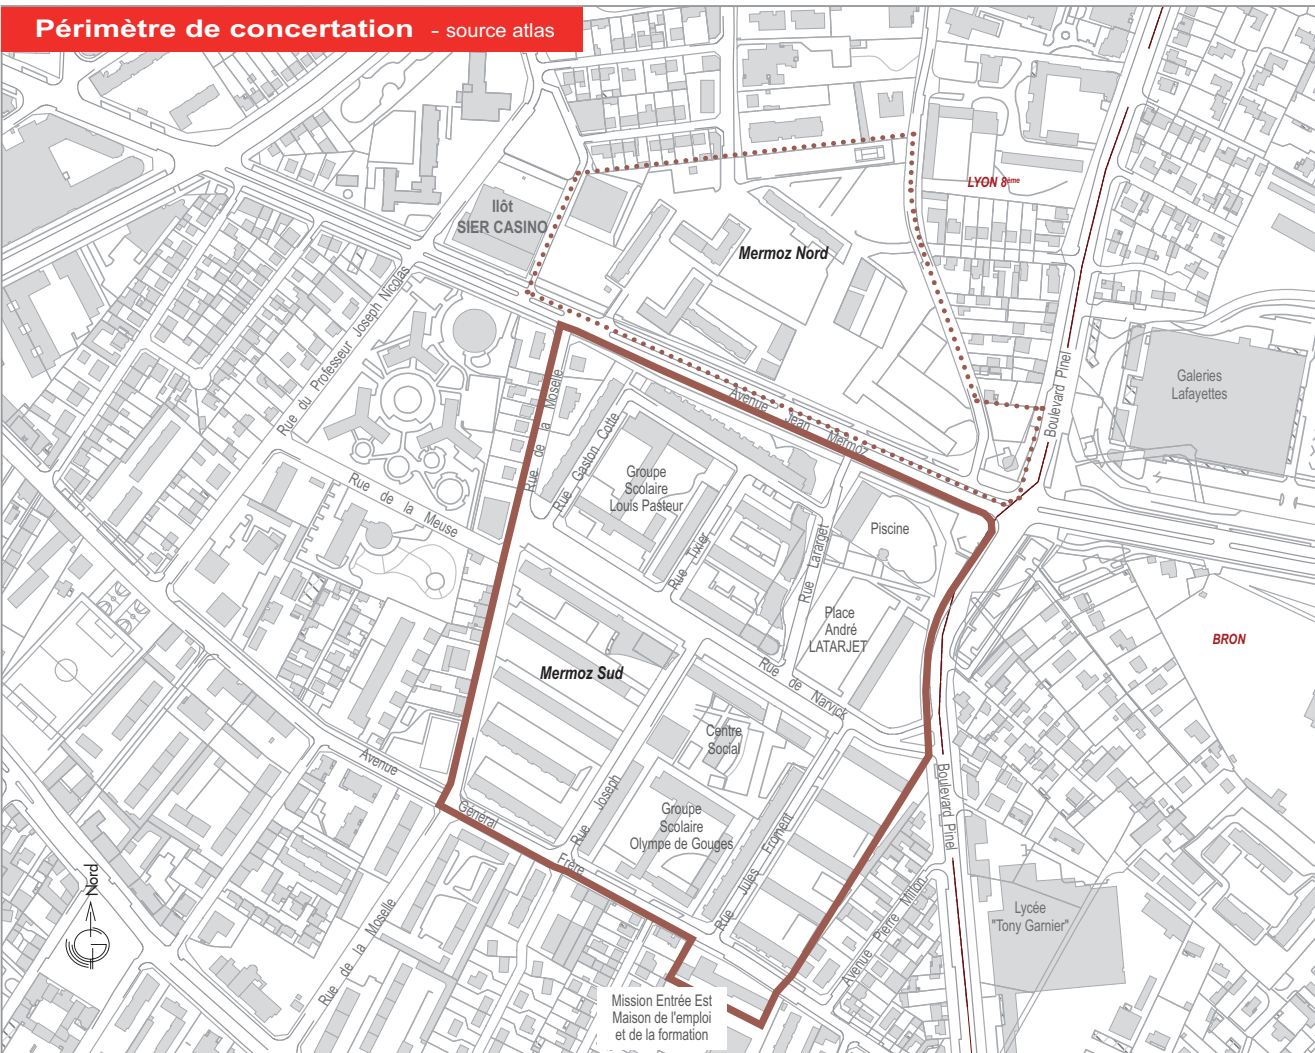 Périmètre de concertation - source atlas
LYON 8ème
Ilôt
SIER CASINO
Mermoz Nord
Rue du Professeur Joseph Nicolas
Boulevard Pinel
Galeries
Lafayettes
Avenue Jean Mermoz
Rue de la Moselle
Rue Gaston Cotte
Groupe
Scolaire
Louis Pasteur
Rue de la Meuse
Piscine
Rue Tixier
Rue Lararget
Place
André
LATARJET
BRON
Mermoz Sud
Rue de Narvick
Centre
Social
Avenue Général Frère
Rue Joseph
Boulevard Pinel
Groupe
Scolaire
Olympe de Gouges
Rue Jules Froment
Nord
Avenue Pierre Millon
Lycée
"Tony Garnier"
Rue de la Moselle
Mission Entrée Est
Maison de l'emploi
et de la formation